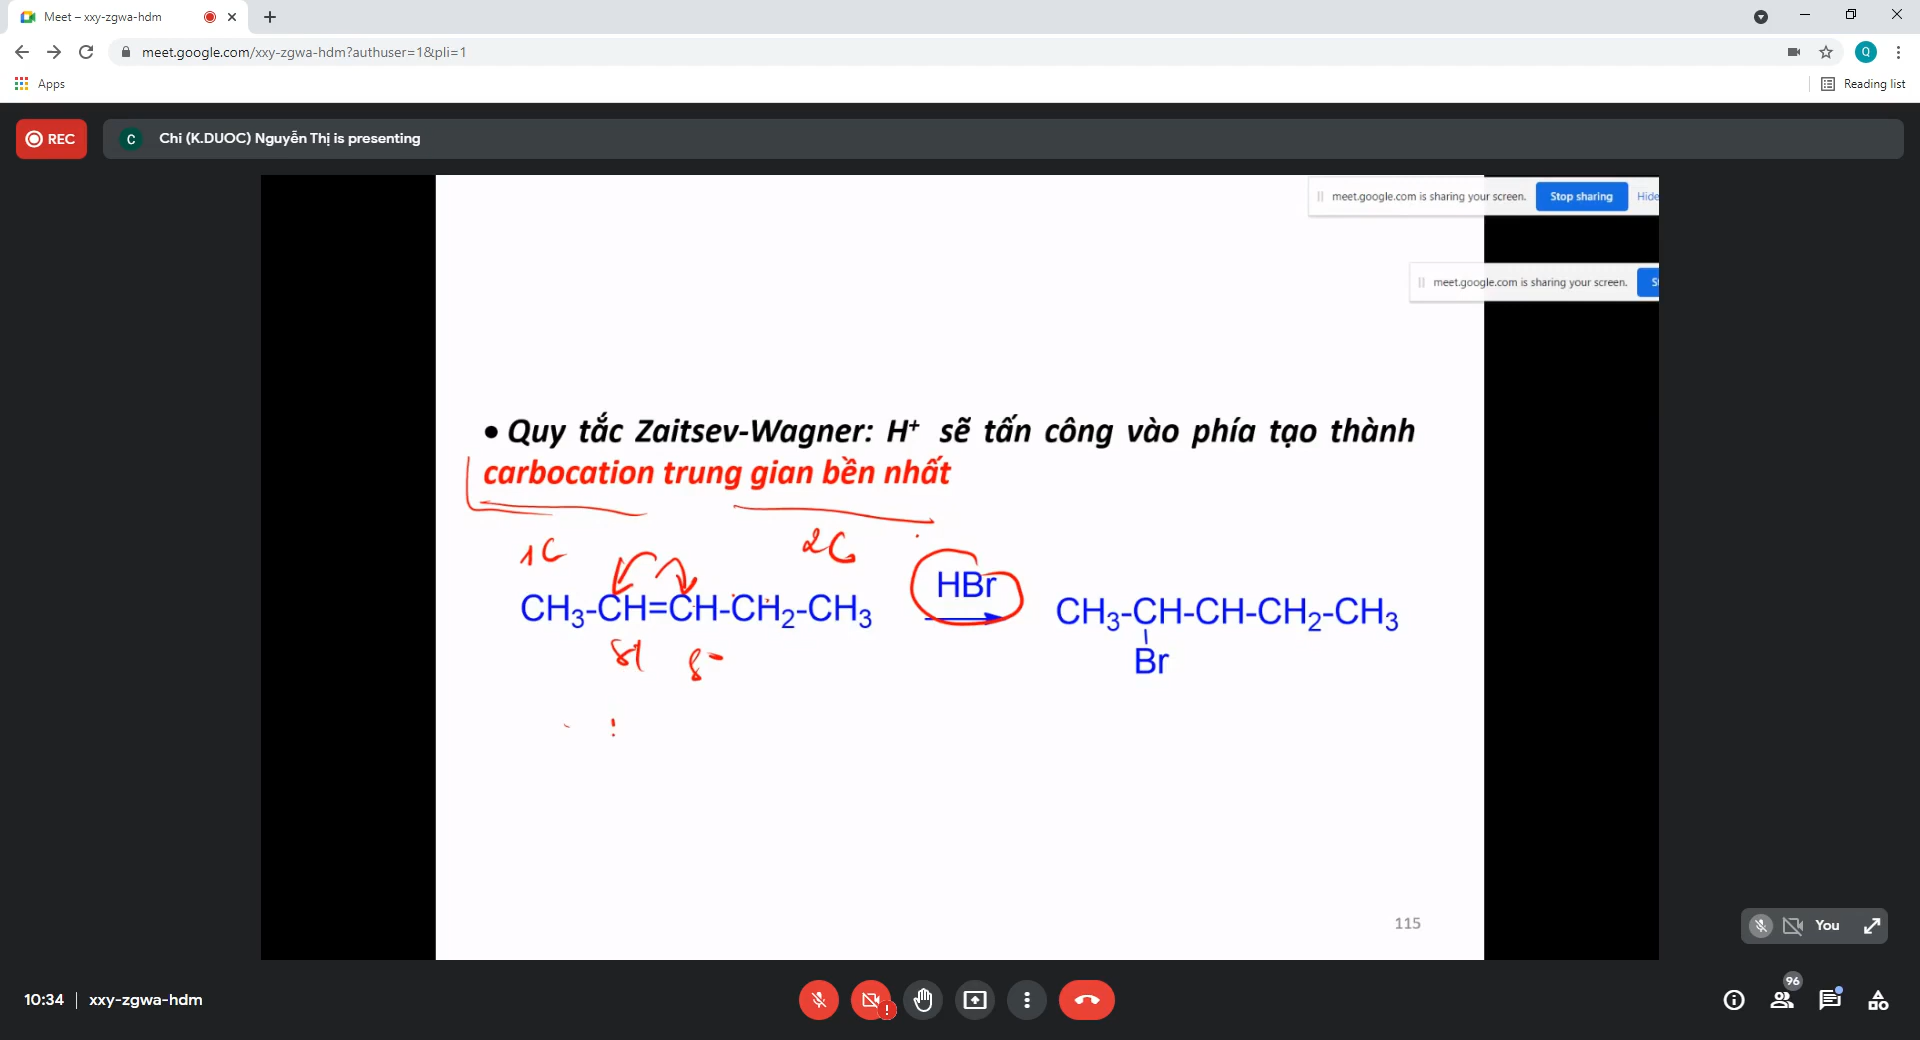 Meet – xxy-zgwa-hdm
meet.google.com/xxy-zgwa-hdm?authuser=1&pli=1
Q
Apps
Reading list
REC
C
Chi (K.DUOC) Nguyễn Thị is presenting
meet.google.com is sharing your screen.
Stop sharing
Hide
meet.google.com is sharing your screen.
S
• Quy tắc Zaitsev-Wagner: H⁺ sẽ tấn công vào phía tạo thành
carbocation trung gian bền nhất
1C
2C
HBr
CH₃-CH=CH-CH₂-CH₃
CH₃-CH-CH-CH₂-CH₃
Br
δ+
δ-
115
You
10:34 | xxy-zgwa-hdm
96